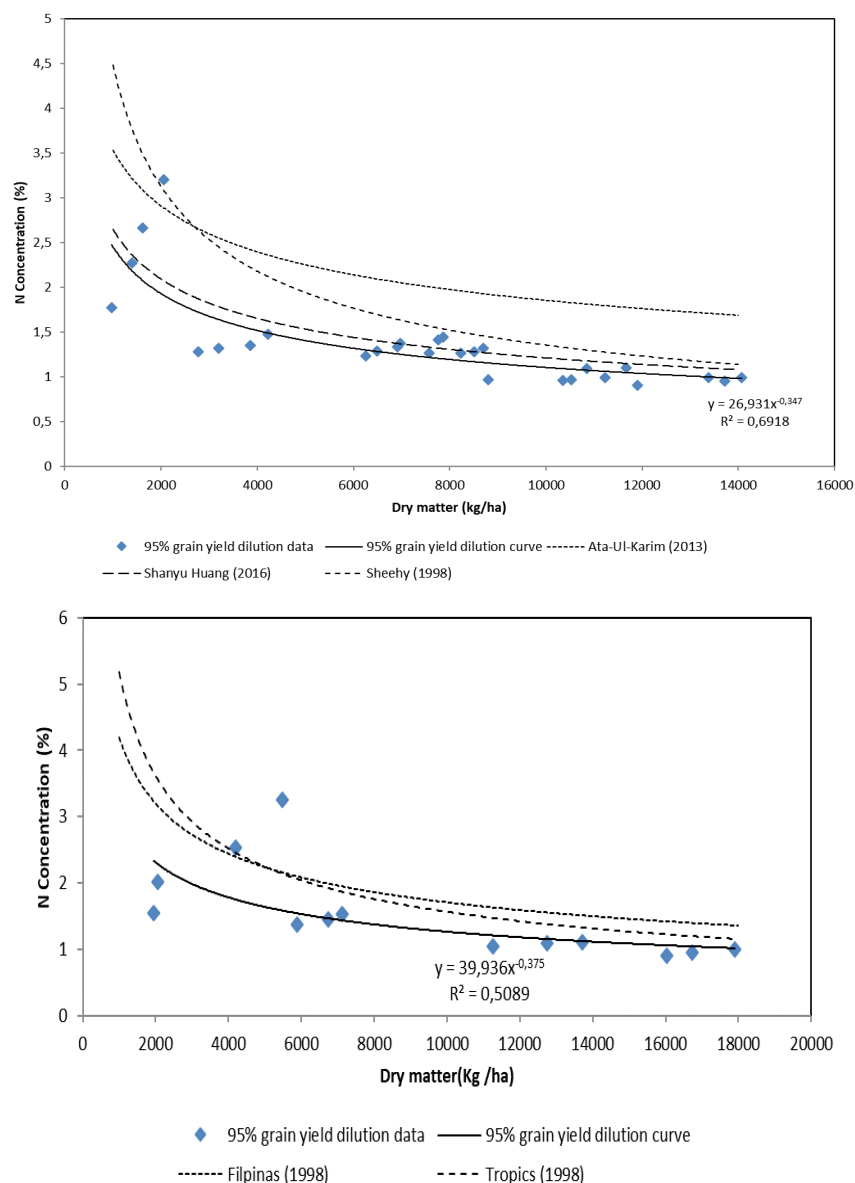 5
4,5
4
3,5
3
2,5
2
1,5
1
0,5
0
N Concentration (%)
y = 26,931x^-0,347
R² = 0,6918
0 2000 4000 6000 8000 10000 12000 14000 16000
Dry matter (kg/ha)
95% grain yield dilution data 95% grain yield dilution curve Ata-Ul-Karim (2013)
Shanyu Huang (2016) Sheehy (1998)
6
5
4
3
2
1
0
N Concentration (%)
y = 39,936x^-0,375
R² = 0,5089
0 2000 4000 6000 8000 10000 12000 14000 16000 18000 20000
Dry matter(Kg /ha)
95% grain yield dilution data 95% grain yield dilution curve
Filpinas (1998) Tropics (1998)